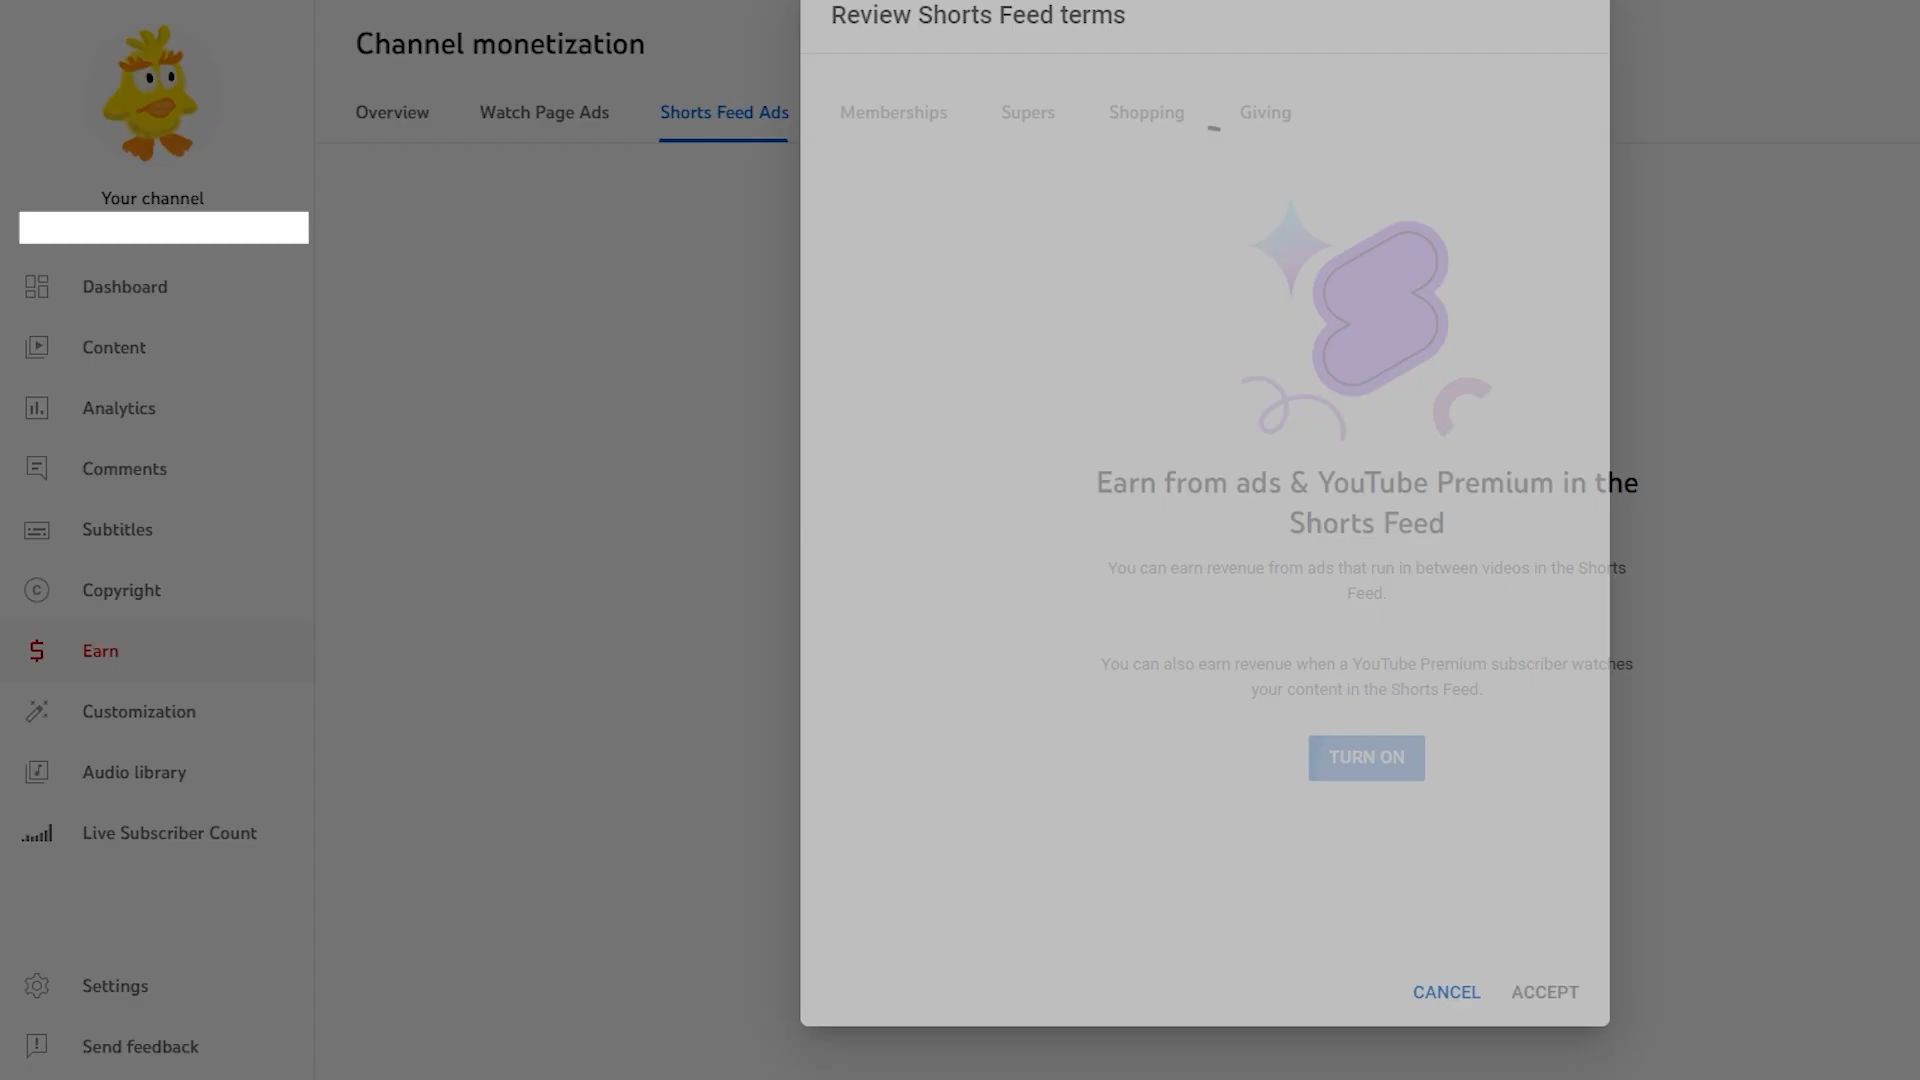 Channel monetization
Review Shorts Feed terms
Overview
Watch Page Ads
Shorts Feed Ads
Memberships
Supers
Shopping
Giving
Your channel
Dashboard
Content
Analytics
Comments
Subtitles
Copyright
Earn
Customization
Audio library
Live Subscriber Count
Settings
Send feedback
Earn from ads & YouTube Premium in the
Shorts Feed
You can earn revenue from ads that run in between videos in the Shorts
Feed.
You can also earn revenue when a YouTube Premium subscriber watches
your content in the Shorts Feed.
TURN ON
CANCEL
ACCEPT